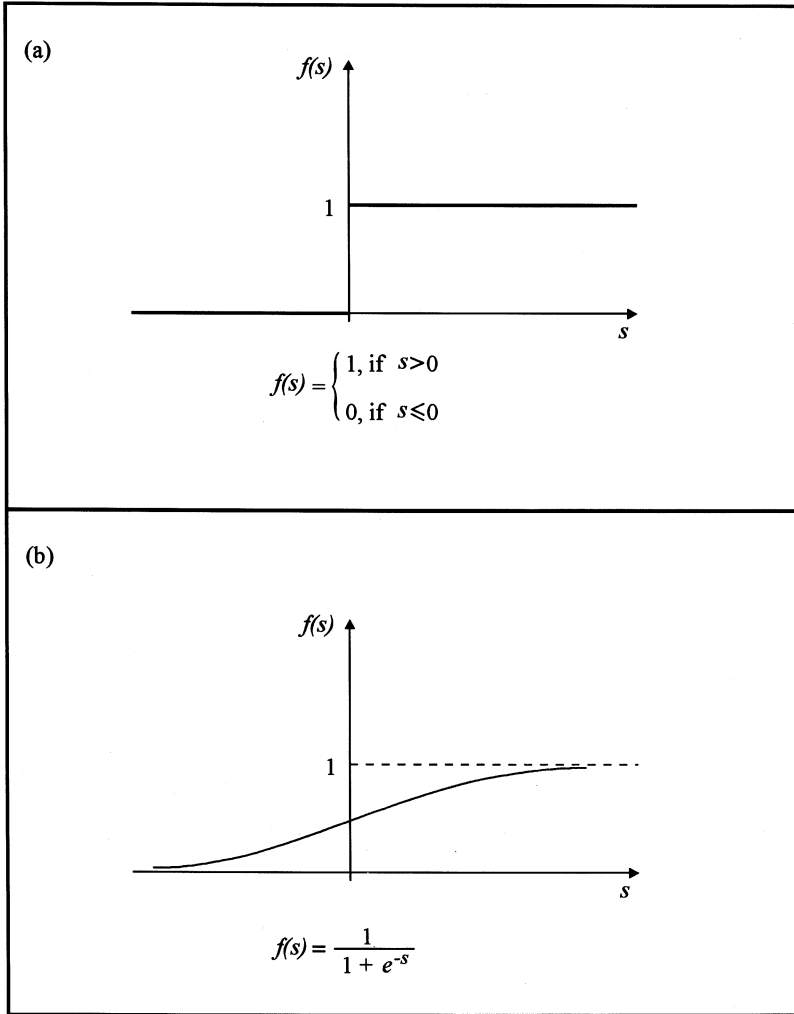 (a)
f(s)
1
s
f(s) = { 1, if s>0
0, if s⩽0
(b)
f(s)
1
s
f(s) = 1 / 1 + e^-s